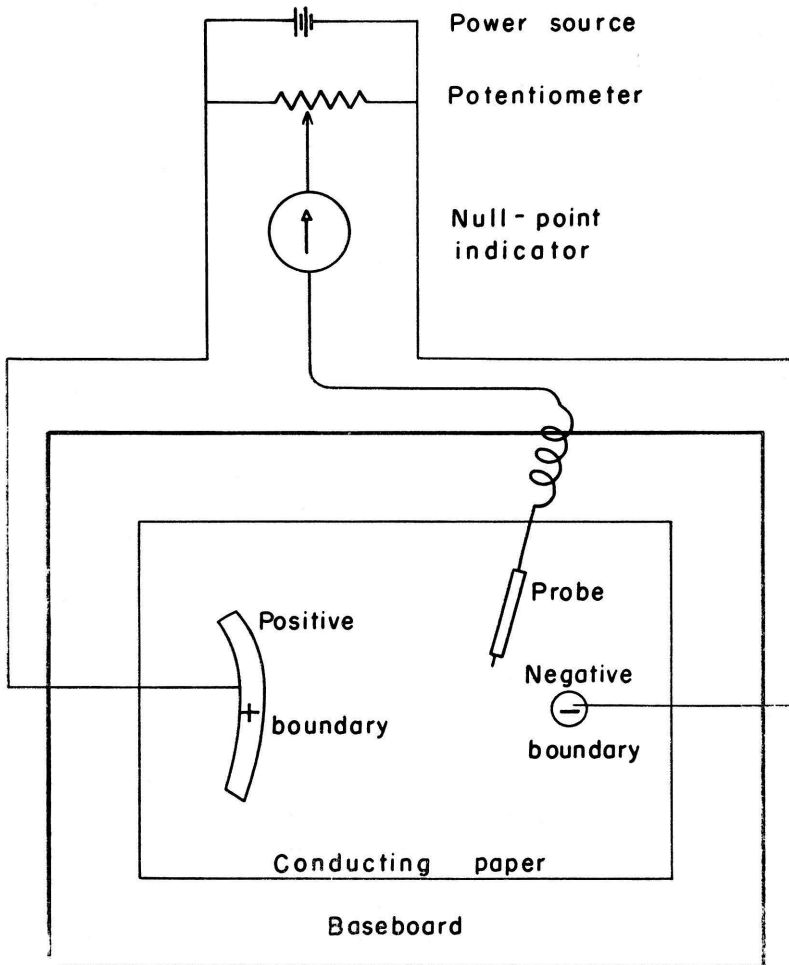 Power source
Potentiometer
Null-point
indicator
Probe
Positive
+
boundary
Negative
−
boundary
Conducting paper
Baseboard